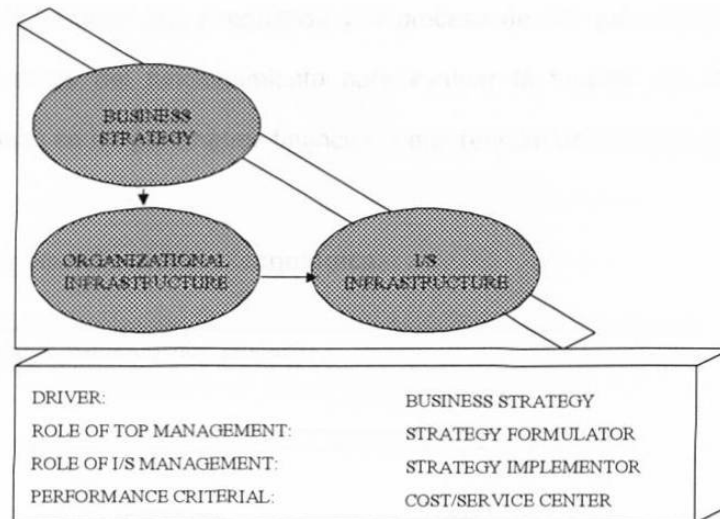 BUSINESS
STRATEGY
ORGANIZATIONAL
INFRASTRUCTURE
I/S
INFRASTRUCTURE
DRIVER: BUSINESS STRATEGY
ROLE OF TOP MANAGEMENT: STRATEGY FORMULATOR
ROLE OF I/S MANAGEMENT: STRATEGY IMPLEMENTOR
PERFORMANCE CRITERIAL: COST/SERVICE CENTER